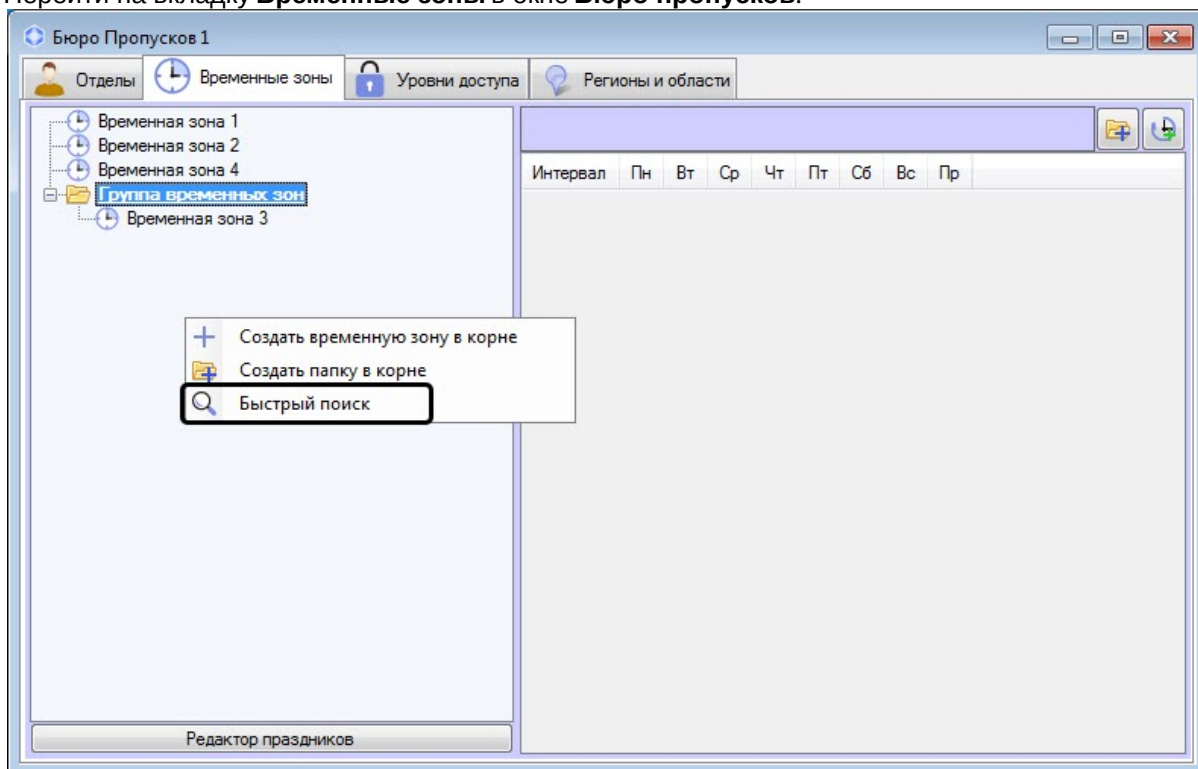 Перейти на вкладку Временные зоны в окне Бюро пропусков.
Бюро Пропусков 1
Отделы Временные зоны Уровни доступа Регионы и области
Временная зона 1
Временная зона 2
Временная зона 4
Группа временных зон
Временная зона 3
Интервал Пн Вт Ср Чт Пт Сб Вс Пр
Создать временную зону в корне
Создать папку в корне
Быстрый поиск
Редактор праздников